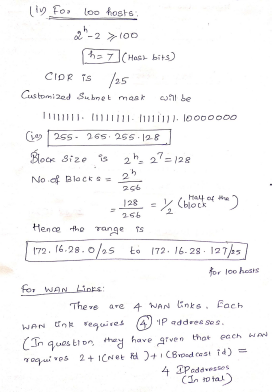 (iv) For 100 hosts:
2^h - 2 ≥ 100
h = 7 (Host bits)
CIDR is /25
Customized Subnet mask will be
11111111. 11111111. 11111111. 10000000
(ie) 255. 255. 255. 128
Block size is 2^h = 2^7 = 128
No. of Blocks = 2^h / 256
= 128 / 256 = 1/2 (Half of the block)
Hence the range is
172. 16. 28. 0/25 to 172. 16. 28. 127/25
for 100 hosts
For WAN Links:
There are 4 WAN links. Each
WAN link requires 4 IP addresses.
(In question, they have given that each WAN
requires 2 + 1 (Net id) + 1 (Broadcast id) =
4 IP addresses
(In total)